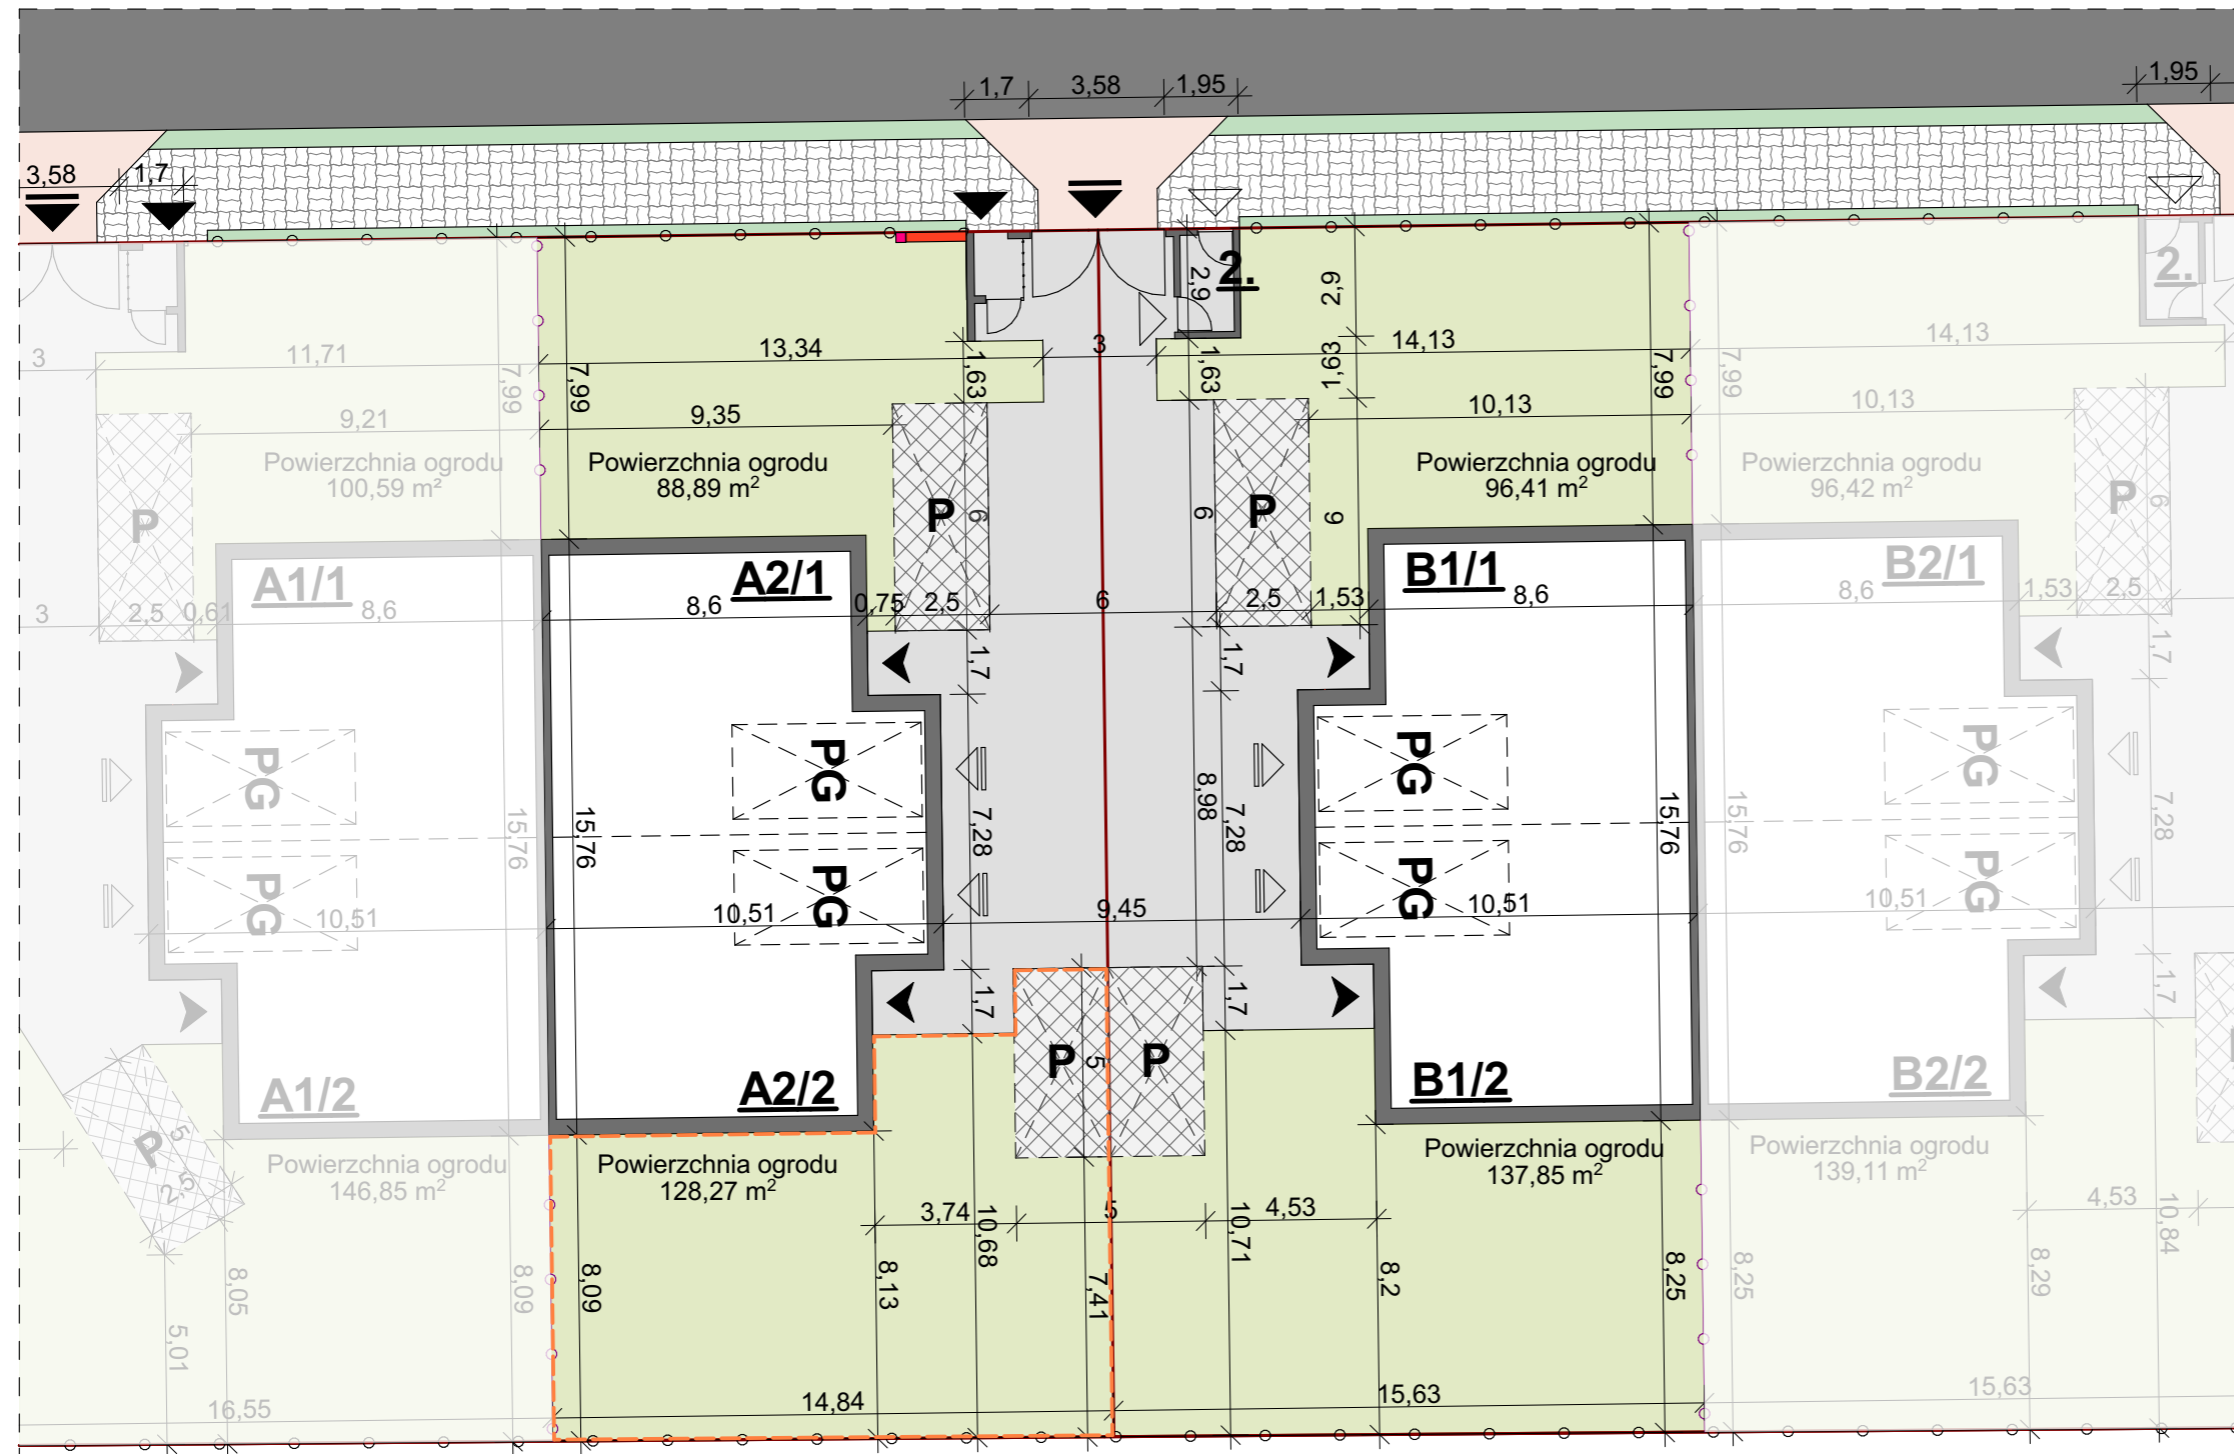 1,7 3,58 1,95 1,95
3,58 1,7
2. 2.
2,9 2,9
3 11,71 13,34 3 14,13 14,13
7,99 7,99 1,63 1,63 1,63 7,99 7,99
9,21 9,35 10,13 10,13
Powierzchnia ogrodu
100,59 m²
Powierzchnia ogrodu
88,89 m²
Powierzchnia ogrodu
96,41 m²
Powierzchnia ogrodu
96,42 m²
P P 6 6 P 6 P 6
A1/1 A2/1 B1/1 B2/1
3 2,5 0,61 8,6 8,6 0,75 2,5 6 2,5 1,53 8,6 8,6 1,53 2,5
1,7 1,7 1,7
PG PG PG PG
15,76 15,76 7,28 8,98 7,28 15,76 15,76 7,28
PG PG PG PG
10,51 10,51 9,45 10,51 10,51
1,7 1,7 1,7
P 5 P
A1/2 A2/2 B1/2 B2/2
P 5 2,5
Powierzchnia ogrodu
146,85 m²
Powierzchnia ogrodu
128,27 m²
Powierzchnia ogrodu
137,85 m²
Powierzchnia ogrodu
139,11 m²
3,74 5 4,53 4,53
10,68 10,71 10,84
5,01 8,05 8,09 8,09 8,13 7,41 8,2 8,25 8,25 8,29
16,55 14,84 15,63 15,63